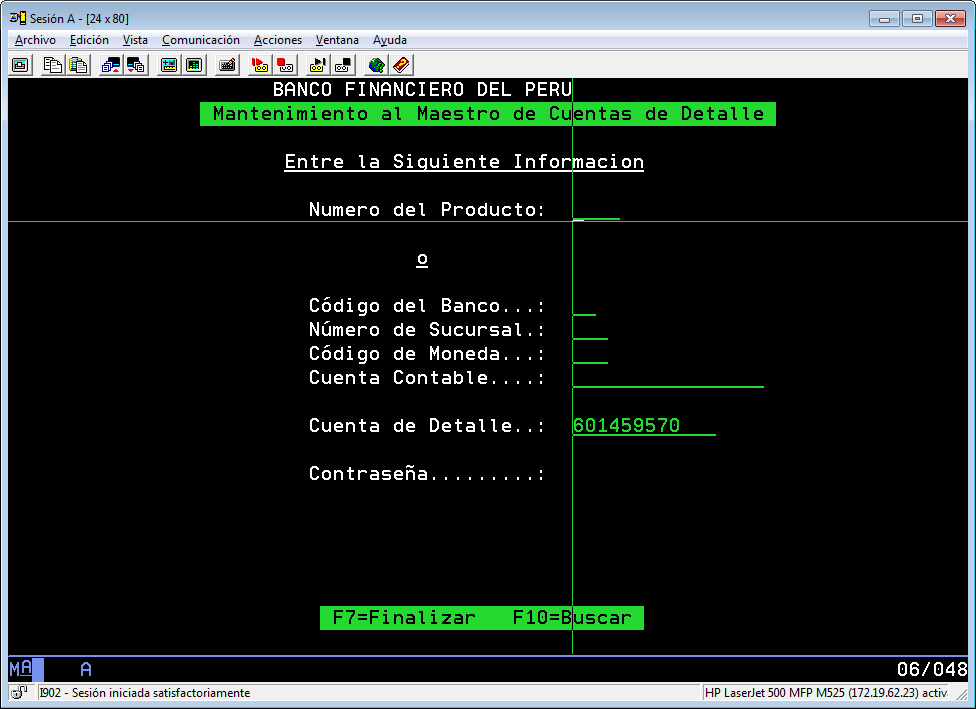 Sesión A - [24 x 80]
Archivo Edición Vista Comunicación Acciones Ventana Ayuda
BANCO FINANCIERO DEL PERU
Mantenimiento al Maestro de Cuentas de Detalle
Entre la Siguiente Informacion
Numero del Producto:
o
Código del Banco...:
Número de Sucursal.:
Código de Moneda...:
Cuenta Contable....:
Cuenta de Detalle..: 601459570
Contraseña.........:
F7=Finalizar F10=Buscar
MA A 06/048
I902 - Sesión iniciada satisfactoriamente HP LaserJet 500 MFP M525 (172.19.62.23) activ